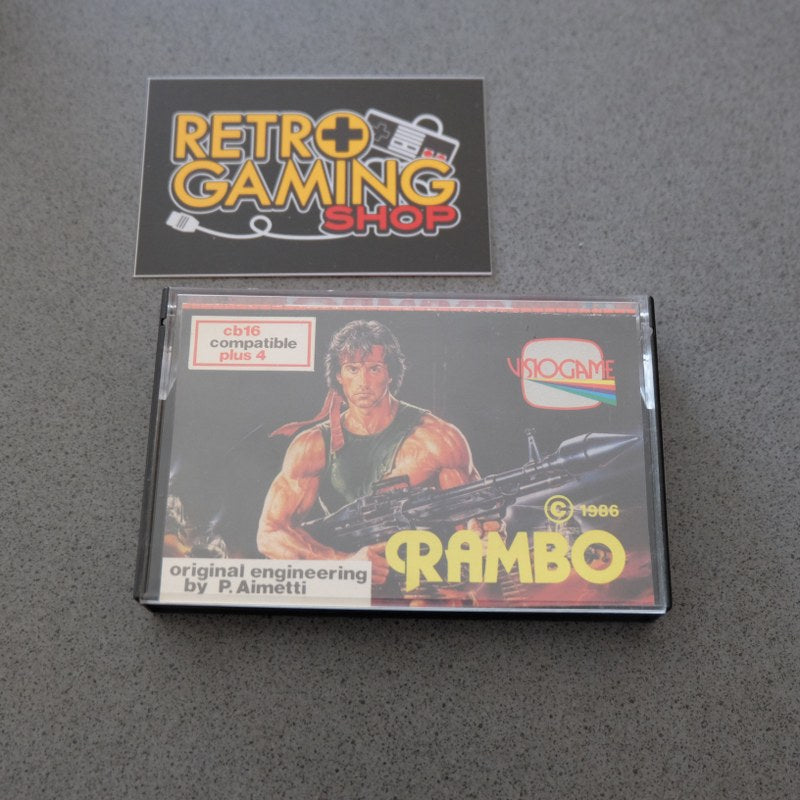 RETRO
GAMING
SHOP
cb16
compatible
plus 4
VISIOGAME
© 1986
RAMBO
original engineering
by P. Aimetti